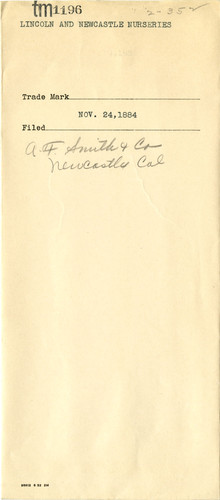 tm1196
2-352
LINCOLN AND NEWCASTLE NURSERIES
Trade Mark
NOV. 24,1884
Filed
A. F Smith & Co
Newcastle Cal